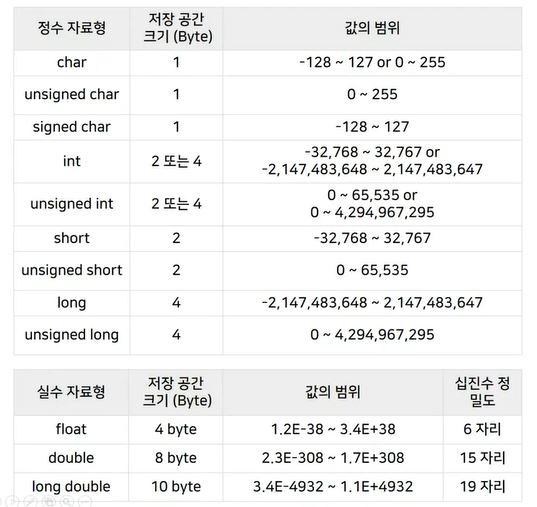 정수 자료형 저장 공간 크기 (Byte) 값의 범위
char 1 -128 ~ 127 or 0 ~ 255
unsigned char 1 0 ~ 255
signed char 1 -128 ~ 127
int 2 또는 4 -32,768 ~ 32,767 or
-2,147,483,648 ~ 2,147,483,647
unsigned int 2 또는 4 0 ~ 65,535 or
0 ~ 4,294,967,295
short 2 -32,768 ~ 32,767
unsigned short 2 0 ~ 65,535
long 4 -2,147,483,648 ~ 2,147,483,647
unsigned long 4 0 ~ 4,294,967,295
실수 자료형 저장 공간 크기 (Byte) 값의 범위 십진수 정밀도
float 4 byte 1.2E-38 ~ 3.4E+38 6 자리
double 8 byte 2.3E-308 ~ 1.7E+308 15 자리
long double 10 byte 3.4E-4932 ~ 1.1E+4932 19 자리